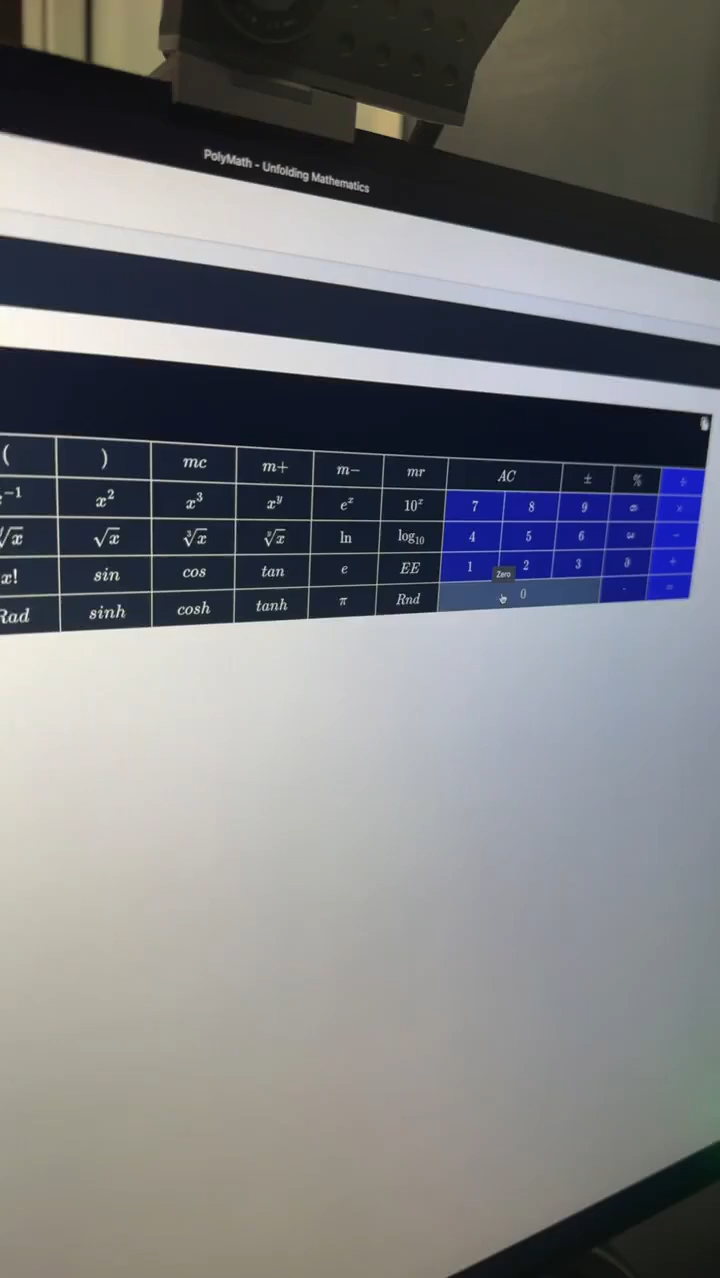 PolyMath - Unfolding Mathematics
( ) mc m+ m− mr AC ± % ÷
⁻¹ x² x³ xʸ eˣ 10ˣ 7 8 9 ×
√x √x ∛x ʸ√x ln log₁₀ 4 5 6 −
x! sin cos tan e EE 1 2 3 +
Zero
Rad sinh cosh tanh π Rnd 0 . =